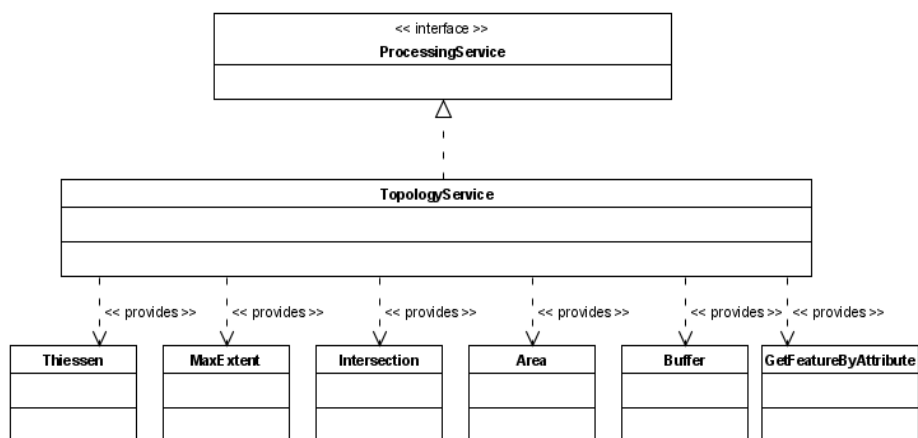 << interface >>
ProcessingService
TopologyService
<< provides >> << provides >> << provides >> << provides >> << provides >> << provides >>
Thiessen MaxExtent Intersection Area Buffer GetFeatureByAttribute